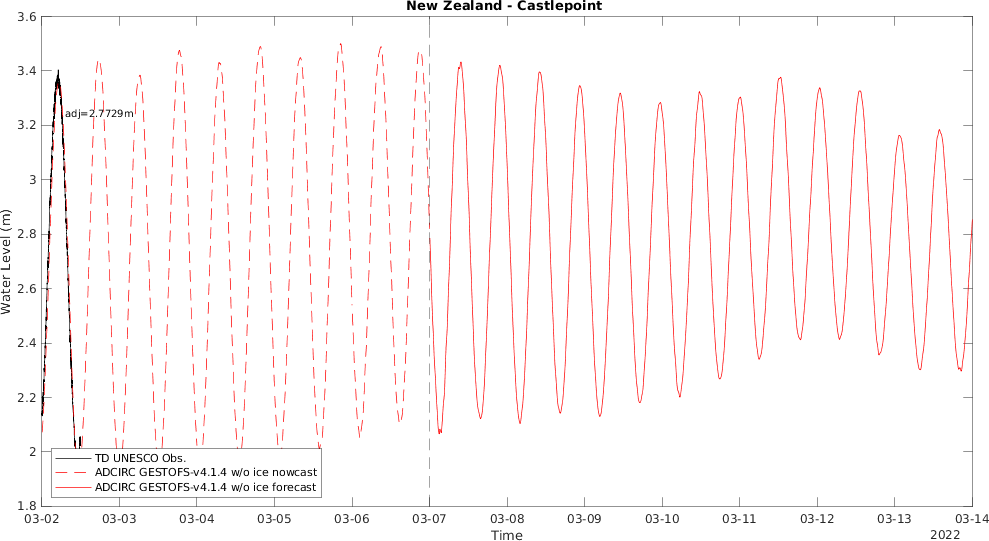 New Zealand - Castlepoint
3.6
3.4
3.2
3
2.8
2.6
2.4
2.2
2
1.8
Water Level (m)
adj=2.7729m
TD UNESCO Obs.
ADCIRC GESTOFS-v4.1.4 w/o ice nowcast
ADCIRC GESTOFS-v4.1.4 w/o ice forecast
03-02 03-03 03-04 03-05 03-06 03-07 03-08 03-09 03-10 03-11 03-12 03-13 03-14
Time
2022